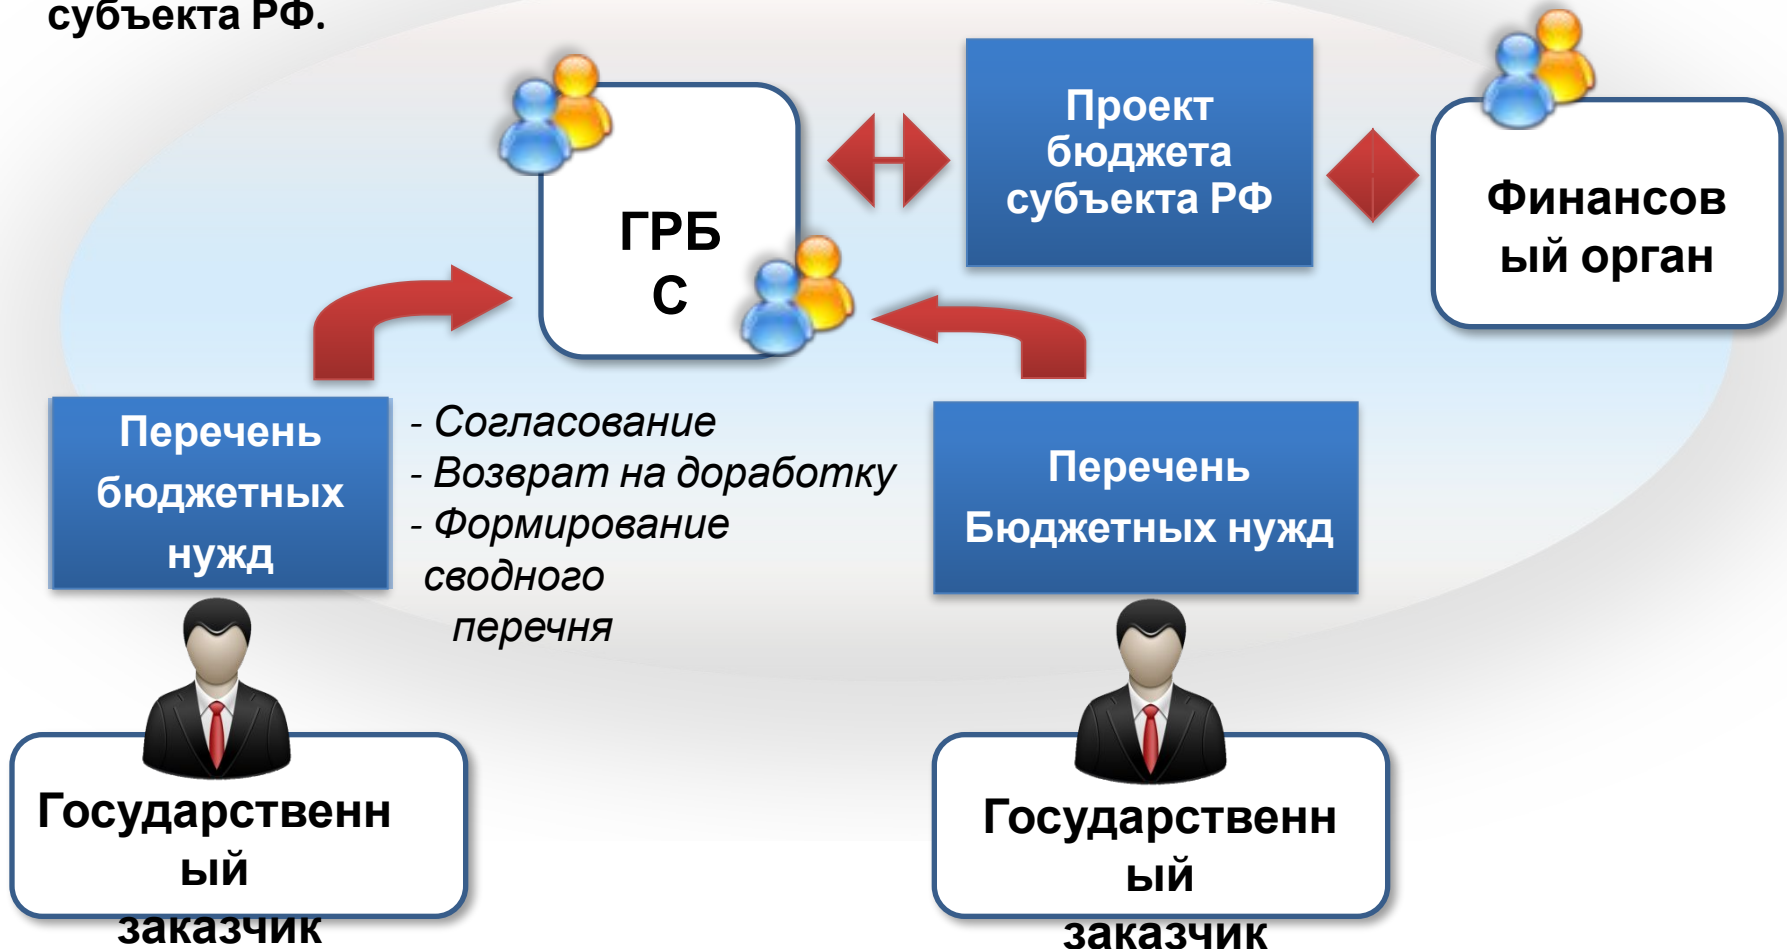 субъекта РФ.
Проект
бюджета
субъекта РФ
Финансов
ый орган
ГРБ
С
Перечень
бюджетных
нужд
- Согласование
- Возврат на доработку
- Формирование
сводного
перечня
Перечень
Бюджетных нужд
Государственн
ый
заказчик
Государственн
ый
заказчик